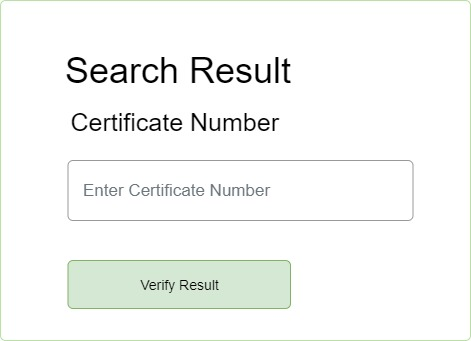 Search Result
Certificate Number
Enter Certificate Number
Verify Result